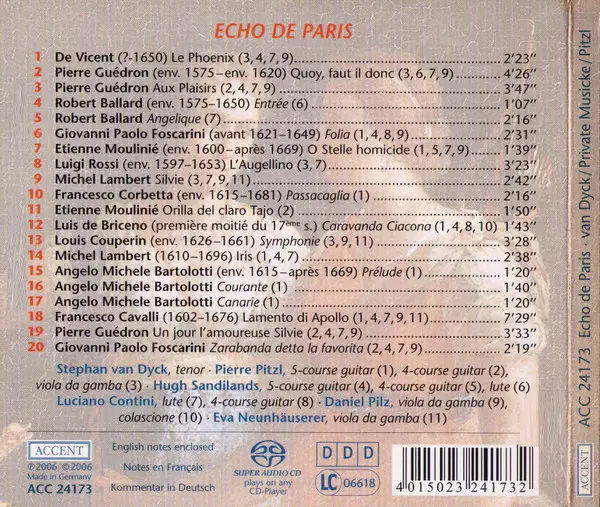 ECHO DE PARIS
1 De Vicent (?-1650) Le Phoenix (3, 4, 7, 9) 2’23”
2 Pierre Guédron (env. 1575–env. 1620) Quoy, faut il donc (3, 6, 7, 9) 4’26”
3 Pierre Guédron Aux Plaisirs (2, 4, 7, 9) 3’47”
4 Robert Ballard (env. 1575-1650) Entrée (6) 1’07”
5 Robert Ballard Angelique (7) 2’16”
6 Giovanni Paolo Foscarini (avant 1621–1649) Folia (1, 4, 8, 9) 2’31”
7 Etienne Moulinié (env. 1600–après 1669) O Stelle homicide (1, 5, 7, 9) 1’39”
8 Luigi Rossi (env. 1597–1653) L’Augellino (3, 7) 3’23”
9 Michel Lambert Silvie (3, 7, 9, 11) 2’42”
10 Francesco Corbetta (env. 1615-1681) Passacaglia (1) 2’16”
11 Etienne Moulinié Orilla del claro Tajo (2) 1’50”
12 Luis de Briceno (première moitié du 17ème s.) Caravanda Ciacona (1, 4, 8, 10) 1’43”
13 Louis Couperin (env. 1626-1661) Symphonie (3, 9, 11) 3’28”
14 Michel Lambert (1610-1696) Iris (1, 4, 7) 2’38”
15 Angelo Michele Bartolotti (env. 1615–après 1669) Prélude (1) 1’20”
16 Angelo Michele Bartolotti Courante (1) 1’40”
17 Angelo Michele Bartolotti Canarie (1) 1’20”
18 Francesco Cavalli (1602–1676) Lamento di Apollo (1, 4, 7, 9, 11) 7’29”
19 Pierre Guédron Un jour l’amoureuse Silvie (2, 4, 7, 9) 3’33”
20 Giovanni Paolo Foscarini Zarabanda detta la favorita (2, 4, 7, 9) 2’19”
Stephan van Dyck, tenor · Pierre Pitzl, 5-course guitar (1), 4-course guitar (2),
viola da gamba (3) · Hugh Sandilands, 5-course guitar (4), 4-course guitar (5), lute (6)
Luciano Contini, lute (7), 4-course guitar (8) · Daniel Pilz, viola da gamba (9),
colascione (10) · Eva Neunhäuserer, viola da gamba (11)
ACCENT
℗ 2006 © 2006
Made in Germany
ACC 24173
English notes enclosed
Notes en Français
Kommentar in Deutsch
SUPER AUDIO CD
plays on any
CD-Player
D D D
LC 06618
4 015023 241732
ACC 24173 Echo de Paris · van Dyck/Private Musicke/Pitzl